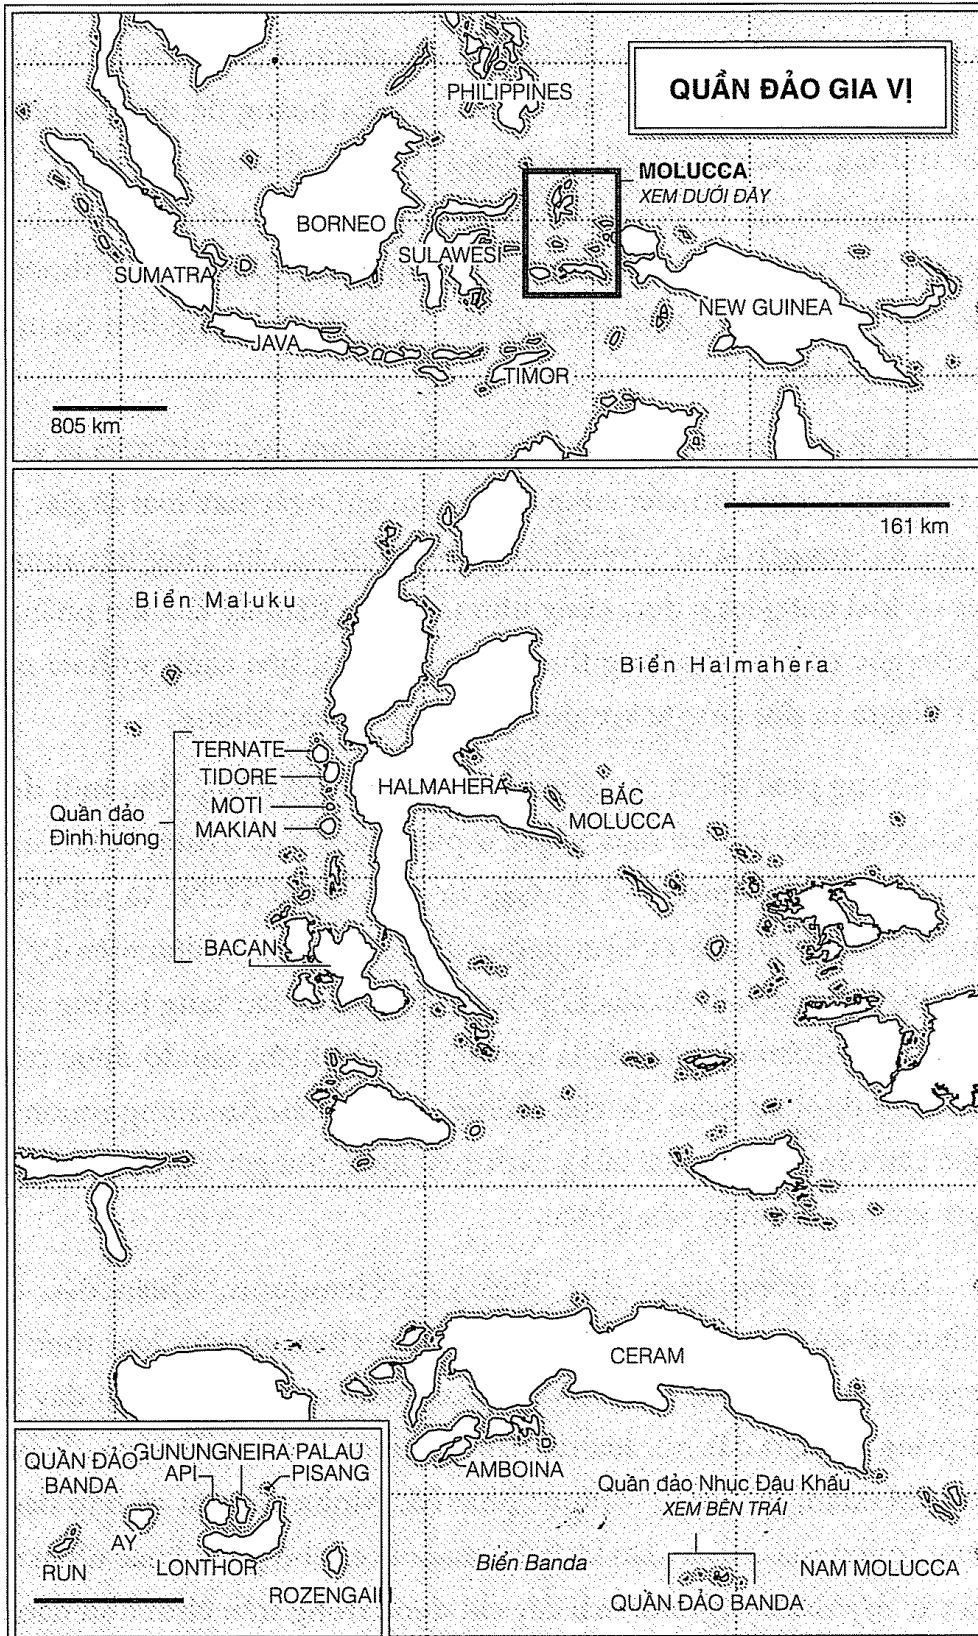 QUẦN ĐẢO GIA VỊ
PHILIPPINES
MOLUCCA
XEM DƯỚI ĐÂY
BORNEO
SULAWESI
SUMATRA
NEW GUINEA
JAVA
TIMOR
805 km
161 km
Biển Maluku
Biển Halmahera
TERNATE
TIDORE
HALMAHERA
MOTI
MAKIAN
Quần đảo
Đinh hương
BẮC
MOLUCCA
BACAN
CERAM
AMBOINA
QUẦN ĐẢO
BANDA
GUNUNG
API
NEIRA
PALAU
PISANG
AY
RUN
LONTHOR
ROZENGAIN
Quần đảo Nhục Đậu Khấu
XEM BÊN TRÁI
Biển Banda
NAM MOLUCCA
QUẦN ĐẢO BANDA